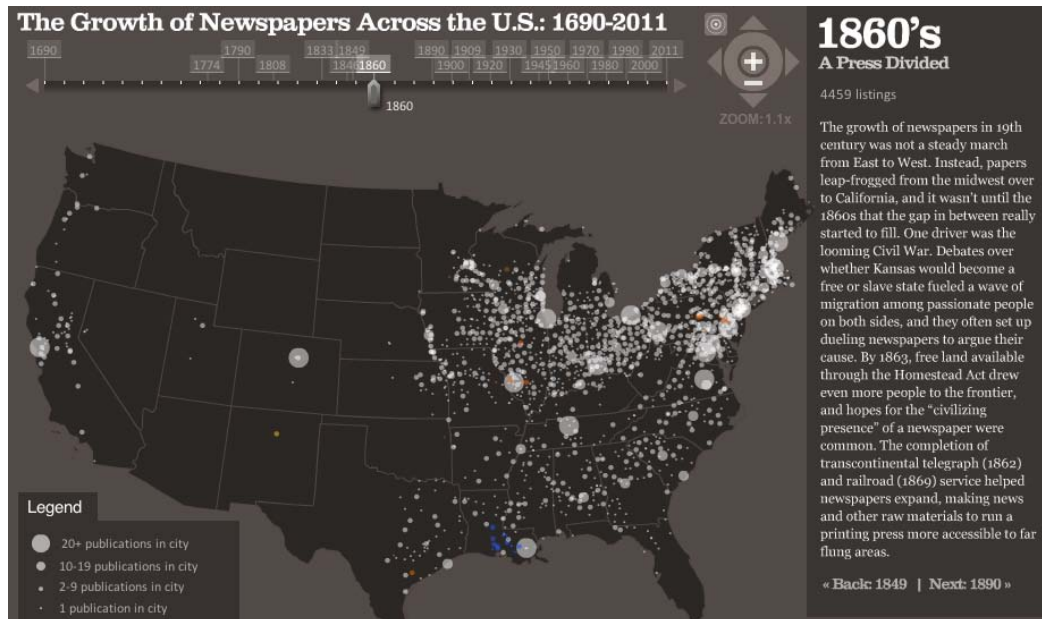 The Growth of Newspapers Across the U.S.: 1690-2011
1690 1790 1833 1849 1890 1909 1930 1950 1970 1990 2011
1774 1808 1846 1860 1900 1920 1945 1960 1980 2000
1860
ZOOM:1.1x
Legend
20+ publications in city
10-19 publications in city
2-9 publications in city
1 publication in city
1860's
A Press Divided
4459 listings
The growth of newspapers in 19th
century was not a steady march
from East to West. Instead, papers
leap-frogged from the midwest over
to California, and it wasn't until the
1860s that the gap in between really
started to fill. One driver was the
looming Civil War. Debates over
whether Kansas would become a
free or slave state fueled a wave of
migration among passionate people
on both sides, and they often set up
dueling newspapers to argue their
cause. By 1863, free land available
through the Homestead Act drew
even more people to the frontier,
and hopes for the "civilizing
presence" of a newspaper were
common. The completion of
transcontinental telegraph (1862)
and railroad (1869) service helped
newspapers expand, making news
and other raw materials to run a
printing press more accessible to far
flung areas.
« Back: 1849 | Next: 1890 »